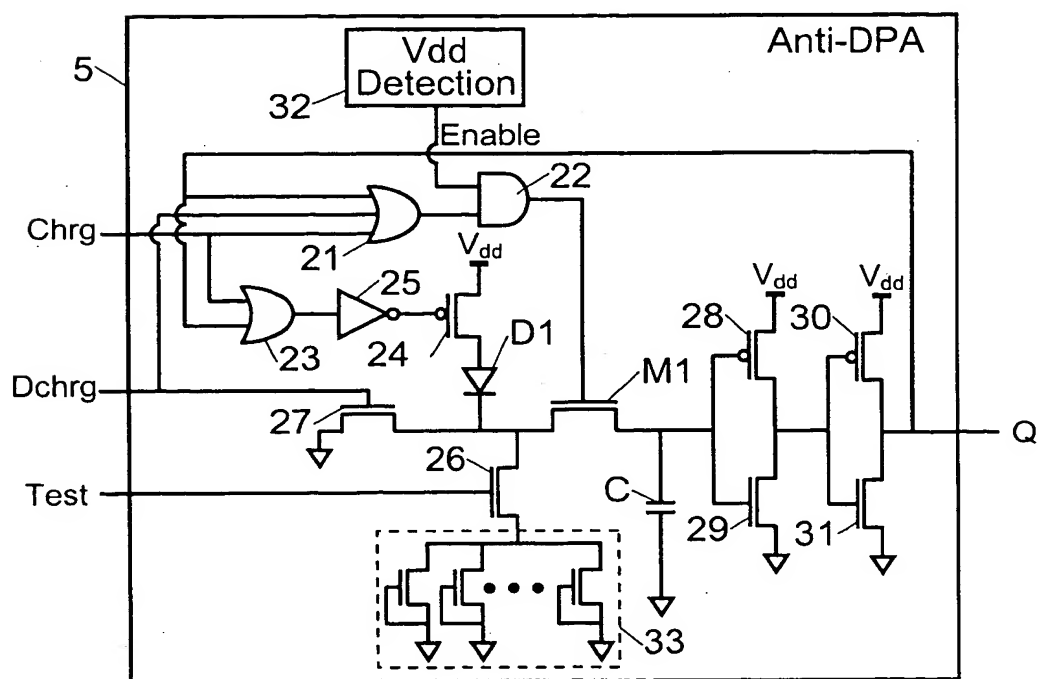 Anti-DPA
5
Vdd
Detection
32
Enable
22
Chrg
21
Vdd
25
Vdd
Vdd
23
24
28
30
D1
Dchrg
M1
27
Q
26
Test
C
29
31
33